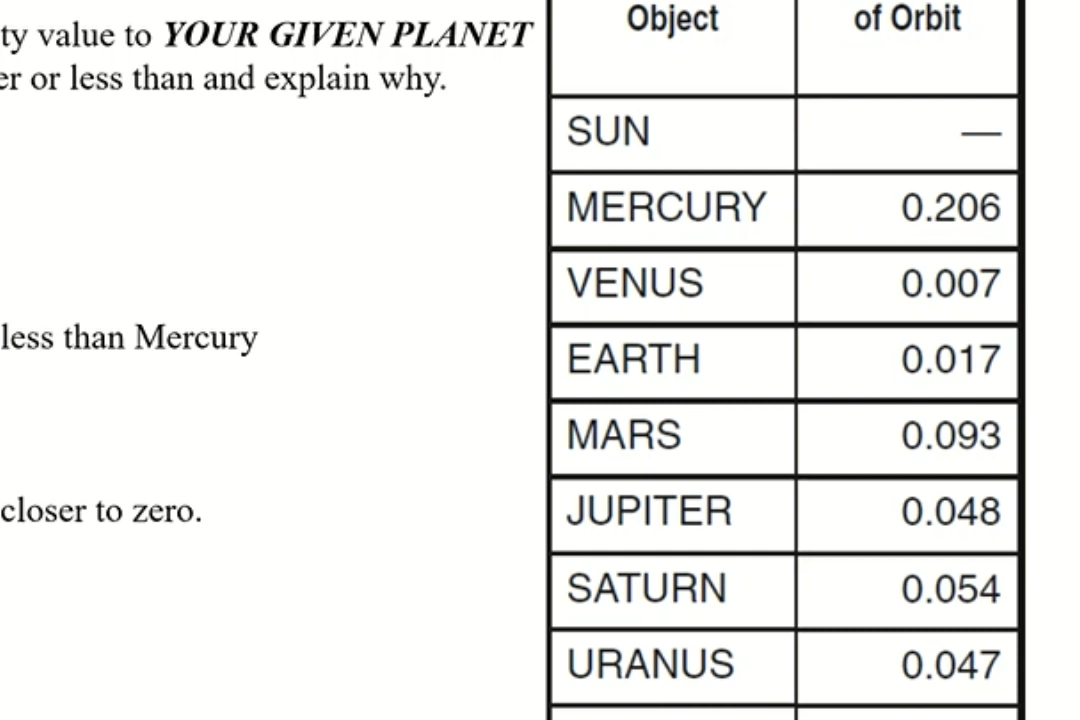 ty value to YOUR GIVEN PLANET
er or less than and explain why.
less than Mercury
closer to zero.
Object of Orbit
SUN —
MERCURY 0.206
VENUS 0.007
EARTH 0.017
MARS 0.093
JUPITER 0.048
SATURN 0.054
URANUS 0.047